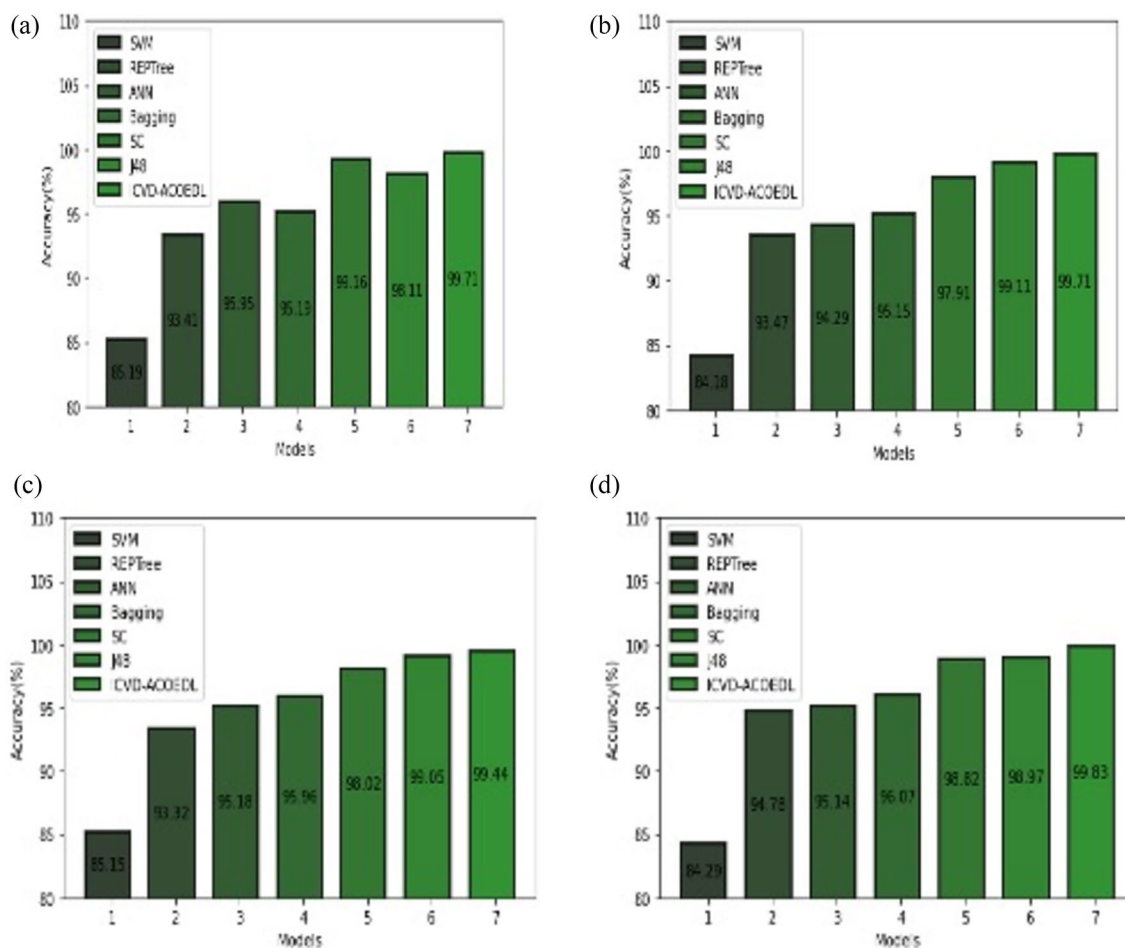 (a)
110
105
100
95
90
85
80
Accuracy(%)
SVM
REPTree
ANN
Bagging
SC
J48
ICVD-ACOEDL
85.19
93.41
95.95
95.19
99.16
98.11
99.71
1 2 3 4 5 6 7
Models
(b)
110
105
100
95
90
85
80
Accuracy(%)
SVM
REPTree
ANN
Bagging
SC
J48
ICVD-ACOEDL
84.18
93.47
94.29
95.15
97.91
99.11
99.71
1 2 3 4 5 6 7
Models
(c)
110
105
100
95
90
85
80
Accuracy(%)
SVM
REPTree
ANN
Bagging
SC
J48
ICVD-ACOEDL
85.15
93.32
95.18
95.96
98.02
99.05
99.44
1 2 3 4 5 6 7
Models
(d)
110
105
100
95
90
85
80
Accuracy(%)
SVM
REPTree
ANN
Bagging
SC
J48
ICVD-ACOEDL
84.29
94.78
95.14
96.07
98.82
98.97
99.83
1 2 3 4 5 6 7
Models